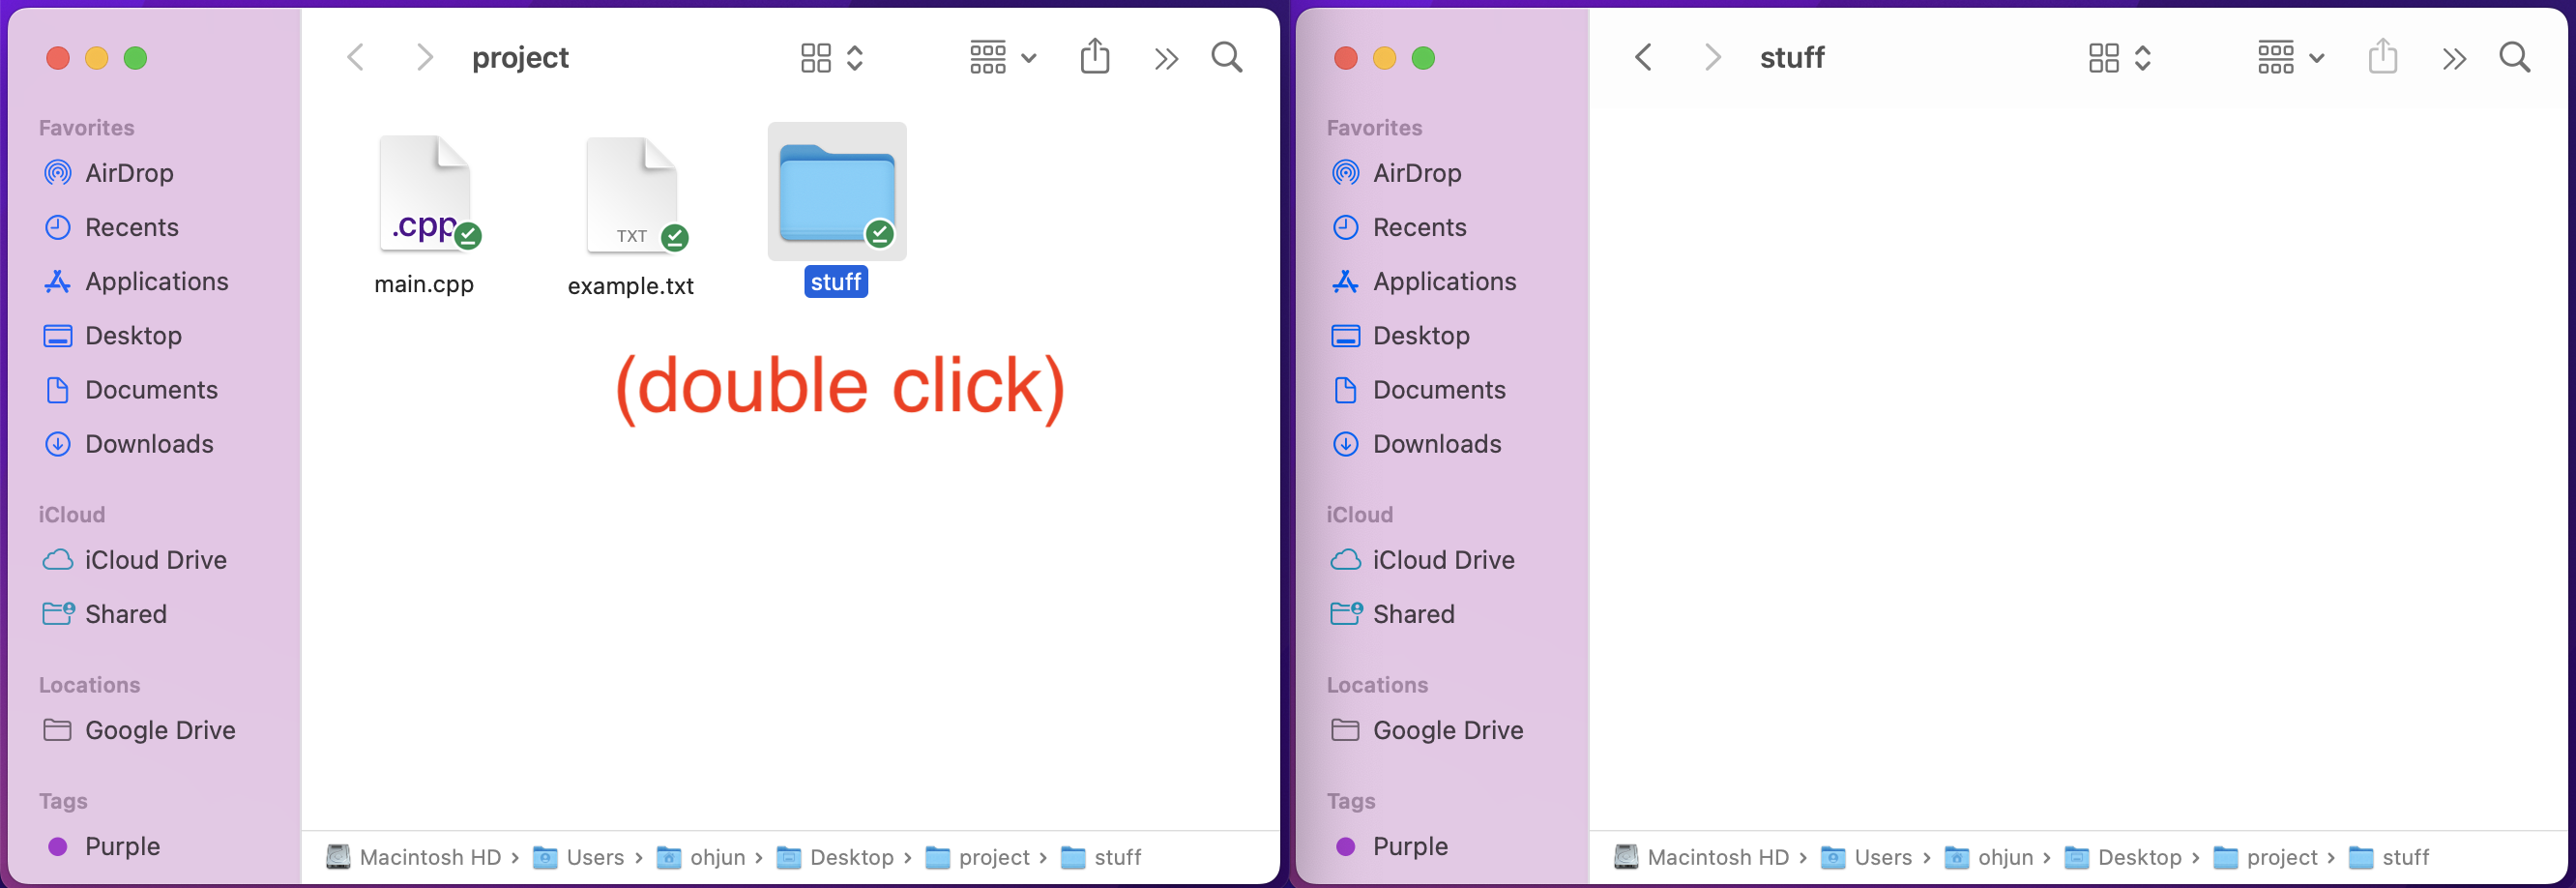 project
Favorites
AirDrop
Recents
Applications
Desktop
Documents
Downloads
iCloud
iCloud Drive
Shared
Locations
Google Drive
Tags
Purple
.cpp
main.cpp
TXT
example.txt
stuff
(double click)
Macintosh HD › Users › ohjun › Desktop › project › stuff
stuff
Favorites
AirDrop
Recents
Applications
Desktop
Documents
Downloads
iCloud
iCloud Drive
Shared
Locations
Google Drive
Tags
Purple
Macintosh HD › Users › ohjun › Desktop › project › stuff